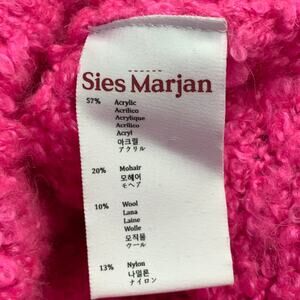 Sies Marjan
57% Acrylic
Acrilico
Acrylique
Acrílico
Acryl
아크릴
アクリル
20% Mohair
모헤어
モヘア
10% Wool
Lana
Laine
Wolle
모직물
ウール
13% Nylon
나일론
ナイロン